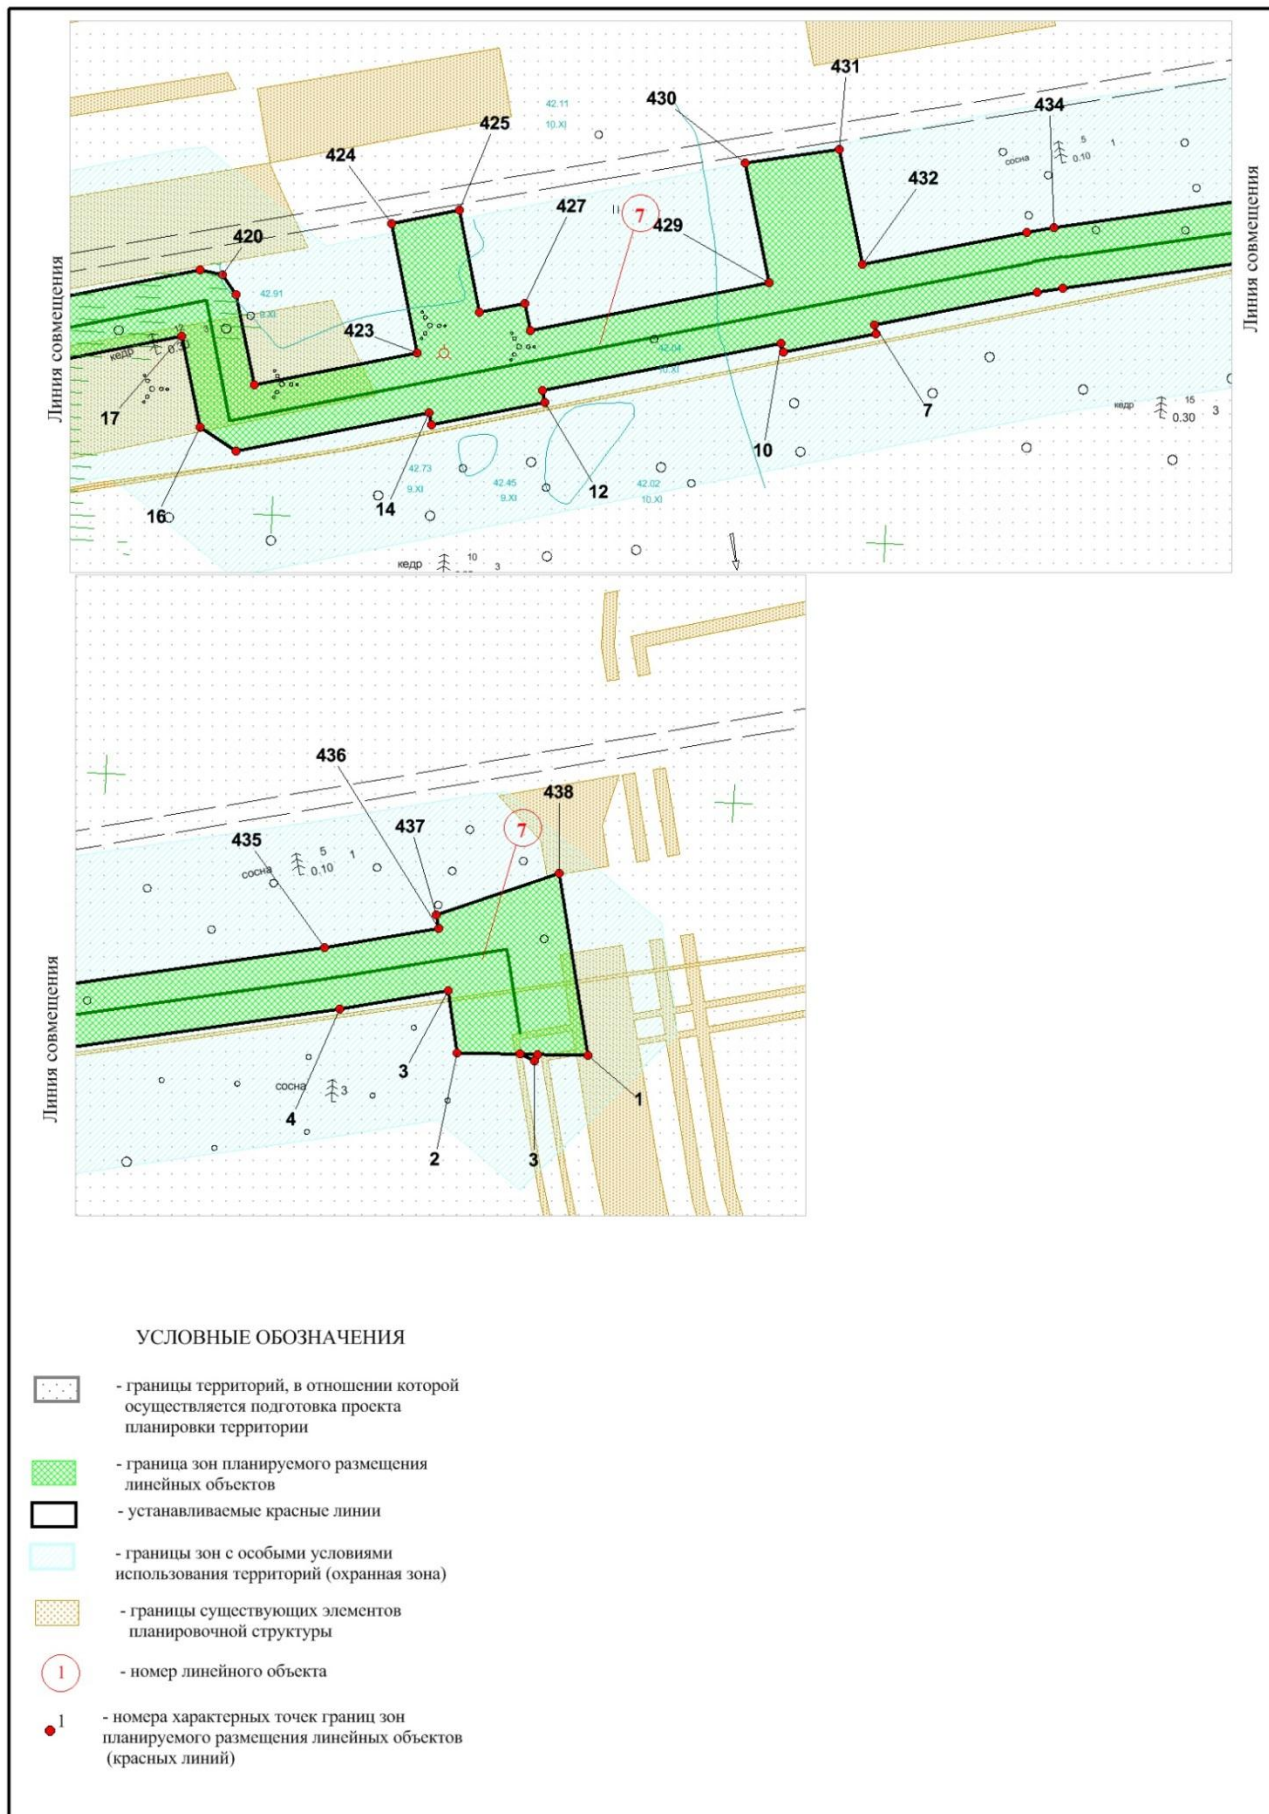 431
430
434
42.11
10.XI
425
424
5
сосна
0.10
1
432
427
7
429
420
Линия совмещения
Линия совмещения
42.91
9.XI
423
12
3
кедр
0.3
42.04
10.XI
17
7
кедр
15
0.30
3
10
42.73
9.XI
42.45
9.XI
12
42.02
10.XI
14
16
кедр
10
3
436
438
437
7
435
5
1
сосна
0.10
Линия совмещения
3
сосна
3
1
4
2
3
УСЛОВНЫЕ ОБОЗНАЧЕНИЯ
- границы территорий, в отношении которой
осуществляется подготовка проекта
планировки территории
- граница зон планируемого размещения
линейных объектов
- устанавливаемые красные линии
- границы зон с особыми условиями
использования территорий (охранная зона)
- границы существующих элементов
планировочной структуры
1
- номер линейного объекта
1
- номера характерных точек границ зон
планируемого размещения линейных объектов
(красных линий)